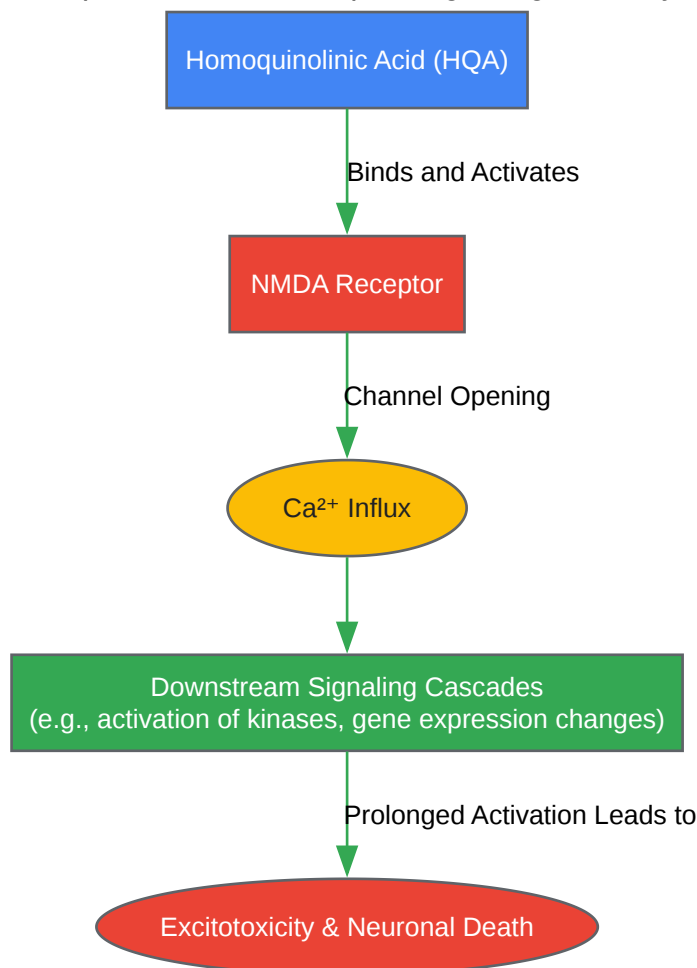 Homoquinolinic Acid (HQA)
Binds and Activates
NMDA Receptor
Channel Opening
Ca²⁺ Influx
Downstream Signaling Cascades
(e.g., activation of kinases, gene expression changes)
Prolonged Activation Leads to
Excitotoxicity & Neuronal Death